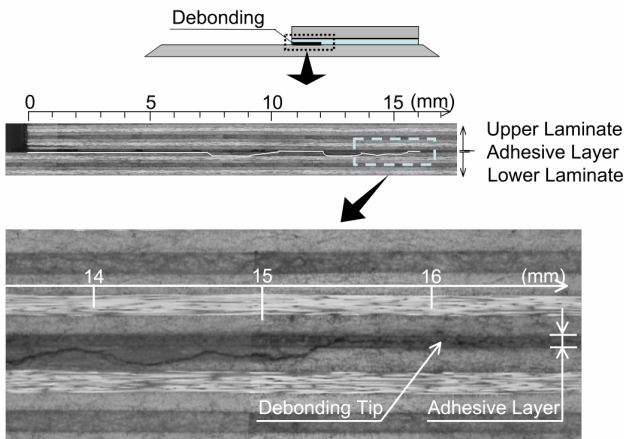 Debonding
0 5 10 15 (mm)
Upper Laminate
Adhesive Layer
Lower Laminate
14 15 16 (mm)
Debonding Tip Adhesive Layer